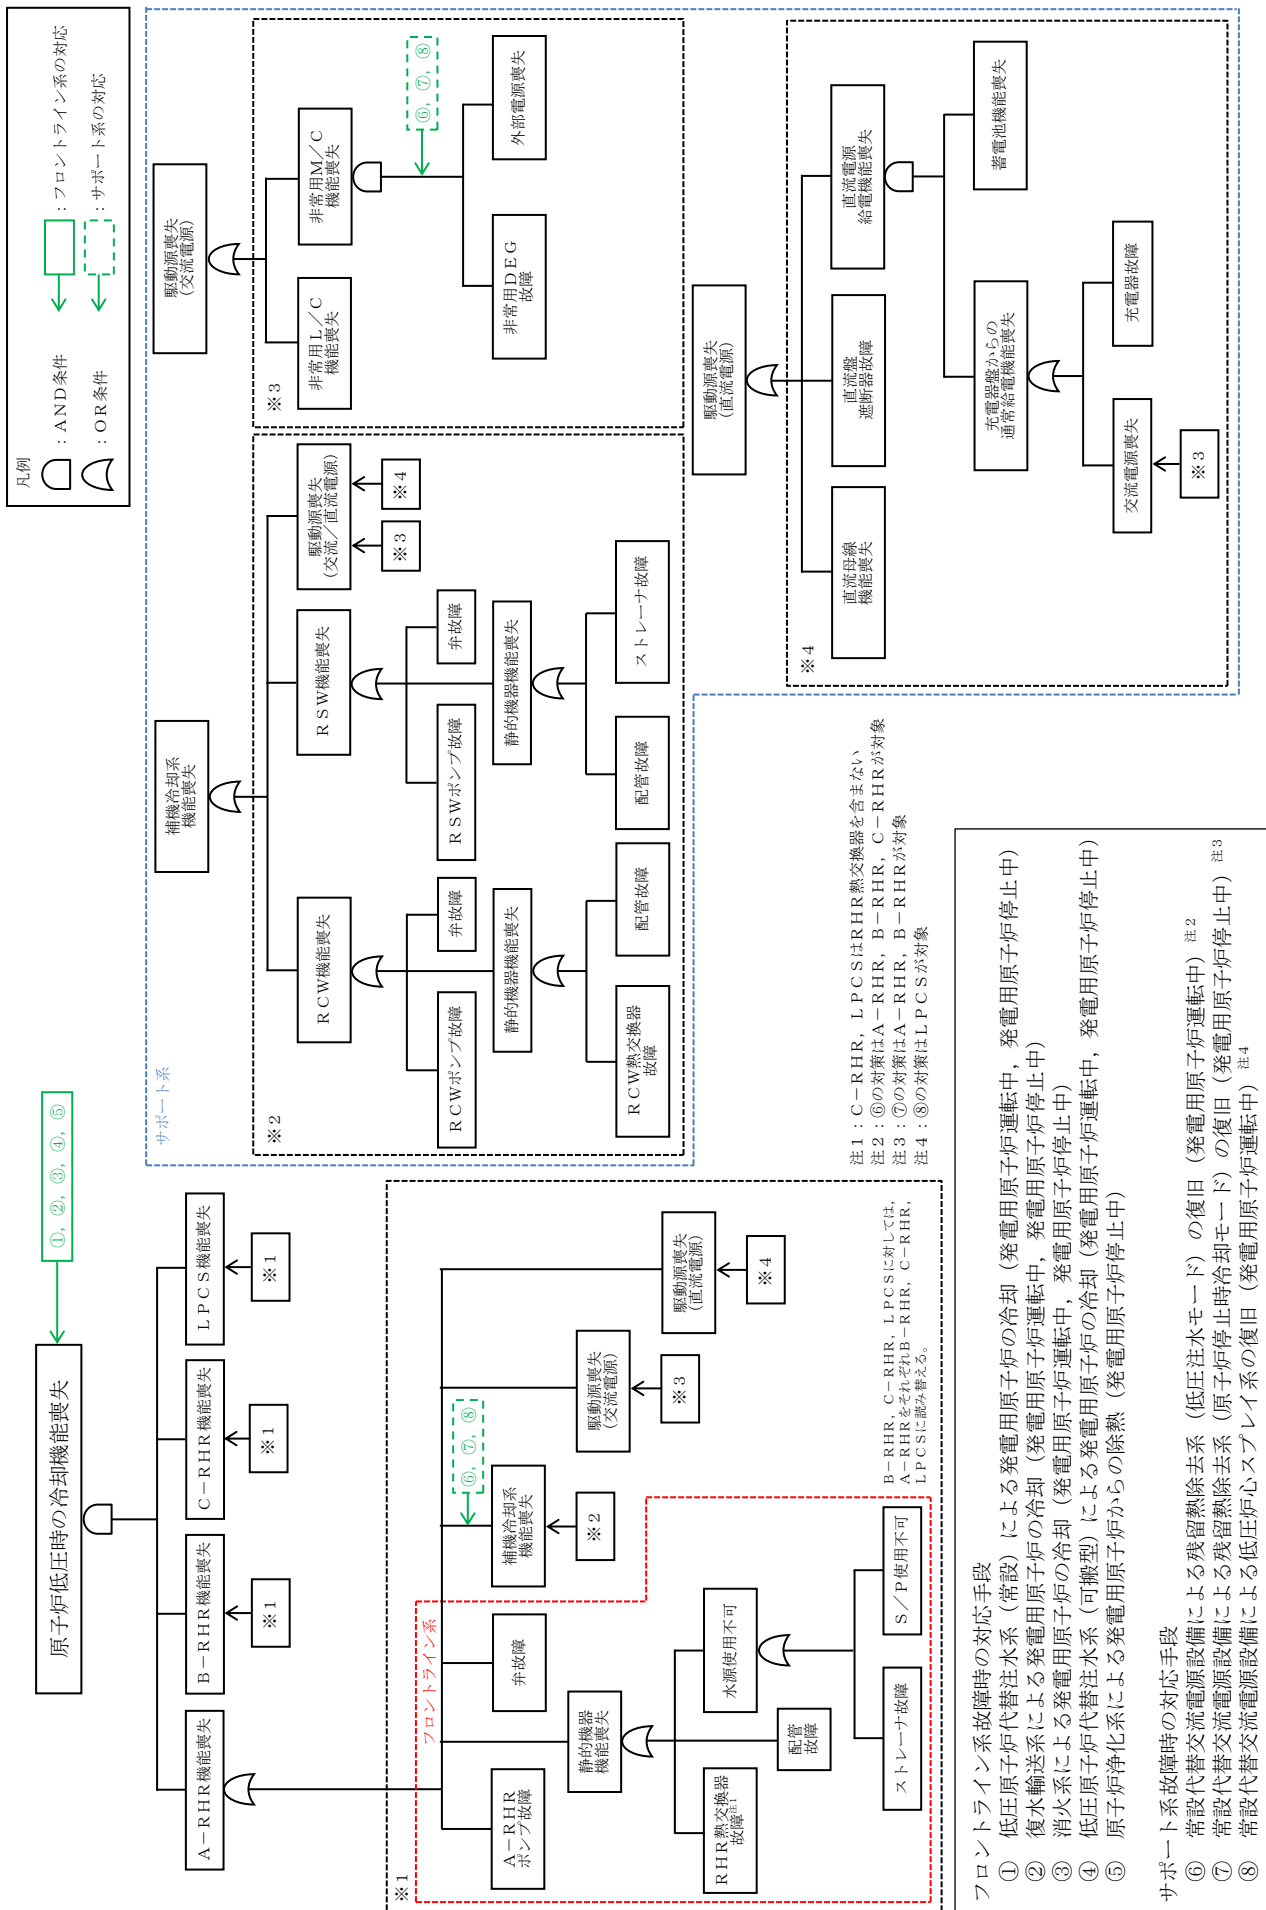 凡例
：AND条件
：OR条件
：フロントライン系の対応
：サポート系の対応
原子炉低圧時の冷却機能喪失
①，②，③，④，⑤
A－RHR機能喪失
B－RHR機能喪失
C－RHR機能喪失
LPCS機能喪失
※1
※1
※1
※1
フロントライン系
A－RHR
ポンプ故障
弁故障
補機冷却系
機能喪失
※2
⑥，⑦，⑧
駆動源喪失
(交流電源)
※3
駆動源喪失
(直流電源)
※4
静的機器
機能喪失
RHR熱交換器
故障注1
配管
故障
水源使用不可
ストレーナ故障
S／P使用不可
B－RHR，C－RHR，LPCSに対しては，
A－RHRをそれぞれB－RHR，C－RHR，
LPCSに読み替える。
サポート系
補機冷却系
機能喪失
※2
RCW機能喪失
RSW機能喪失
駆動源喪失
(交流／直流電源)
※3
※4
RCWポンプ故障
弁故障
静的機器機能喪失
RCW熱交換器
故障
配管故障
RSWポンプ故障
弁故障
静的機器機能喪失
配管故障
ストレーナ故障
駆動源喪失
(交流電源)
※3
非常用L／C
機能喪失
非常用M／C
機能喪失
⑥，⑦，⑧
非常用DEG
故障
外部電源喪失
駆動源喪失
(直流電源)
※4
直流母線
機能喪失
直流盤
遮断器故障
直流電源
給電機能喪失
充電器盤からの
通常給電機能喪失
蓄電池機能喪失
交流電源喪失
充電器故障
※3
注1：C－RHR，LPCSはRHR熱交換器を含まない
注2：⑥の対策はA－RHR，B－RHR，C－RHRが対象
注3：⑦の対策はA－RHR，B－RHRが対象
注4：⑧の対策はLPCSが対象
フロントライン系故障時の対応手段
① 低圧原子炉代替注水系（常設）による発電用原子炉の冷却（発電用原子炉運転中，発電用原子炉停止中）
② 復水輸送系による発電用原子炉の冷却（発電用原子炉運転中，発電用原子炉停止中）
③ 消火系による発電用原子炉の冷却（発電用原子炉運転中，発電用原子炉停止中）
④ 低圧原子炉代替注水系（可搬型）による発電用原子炉の冷却（発電用原子炉運転中，発電用原子炉停止中）
⑤ 原子炉浄化系による発電用原子炉からの除熱（発電用原子炉停止中）
サポート系故障時の対応手段
⑥ 常設代替交流電源設備による残留熱除去系（低圧注水モード）の復旧（発電用原子炉運転中）注2
⑦ 常設代替交流電源設備による残留熱除去系（原子炉停止時冷却モード）の復旧（発電用原子炉停止中）注3
⑧ 常設代替交流電源設備による低圧炉心スプレイ系の復旧（発電用原子炉運転中）注4